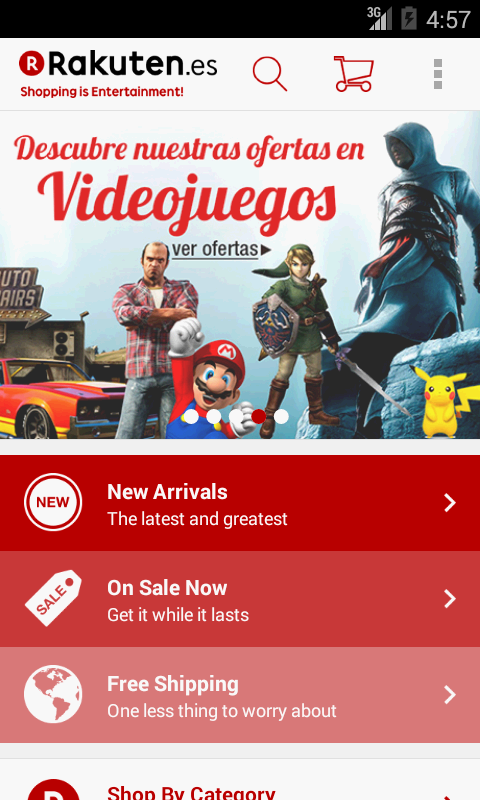 3G
4:57
R Rakuten.es
Shopping is Entertainment!
Descubre nuestras ofertas en
Videojuegos
ver ofertas
AUTO
AIRS
M
NEW
New Arrivals
The latest and greatest
SALE
On Sale Now
Get it while it lasts
Free Shipping
One less thing to worry about
R
Shop By Category